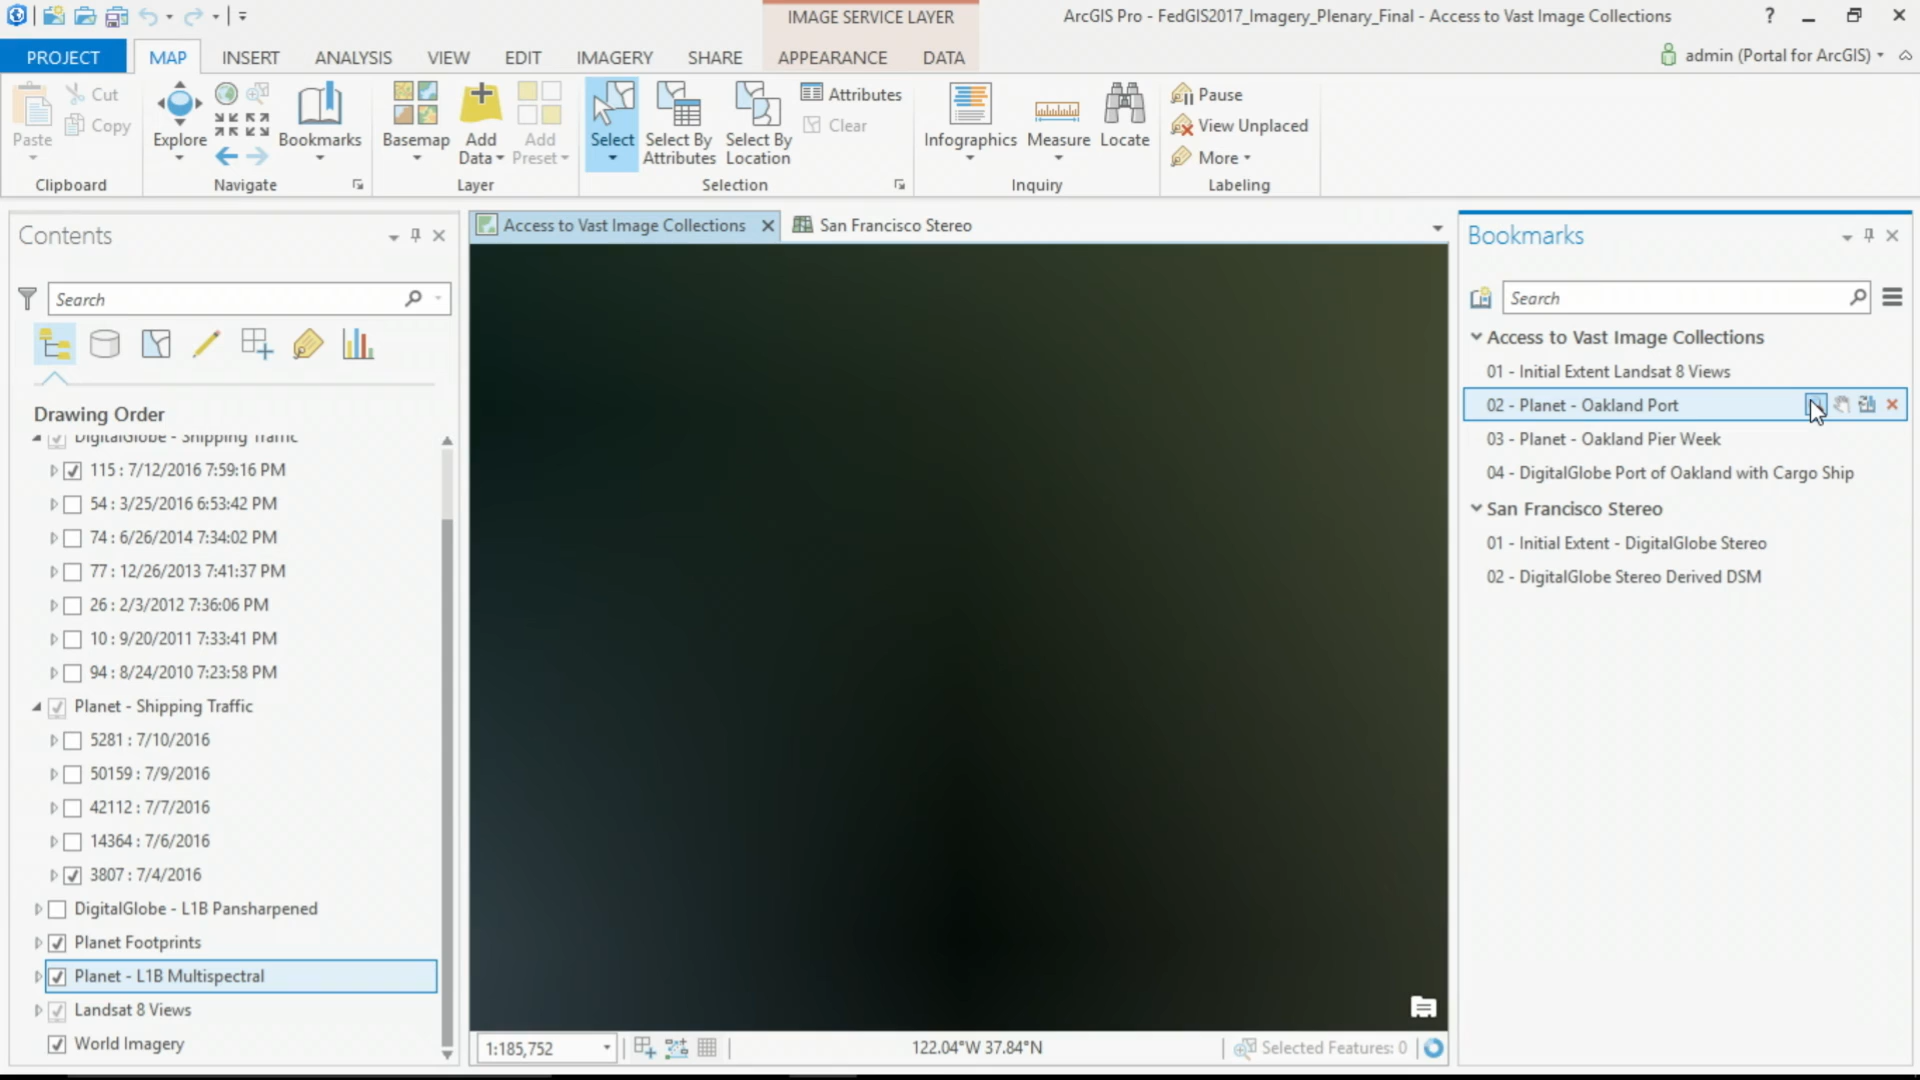 IMAGE SERVICE LAYER
ArcGIS Pro - FedGIS2017_Imagery_Plenary_Final - Access to Vast Image Collections
?
PROJECT MAP INSERT ANALYSIS VIEW EDIT IMAGERY SHARE APPEARANCE DATA
admin (Portal for ArcGIS)
Paste
Cut
Copy
Clipboard
Explore
Bookmarks
Navigate
Basemap
Add
Data
Add
Preset
Layer
Select
Select By
Attributes
Select By
Location
Attributes
Clear
Selection
Infographics
Measure
Locate
Inquiry
Pause
View Unplaced
More
Labeling
Contents
Search
Drawing Order
DigitalGlobe - Shipping Traffic
115 : 7/12/2016 7:59:16 PM
54 : 3/25/2016 6:53:42 PM
74 : 6/26/2014 7:34:02 PM
77 : 12/26/2013 7:41:37 PM
26 : 2/3/2012 7:36:06 PM
10 : 9/20/2011 7:33:41 PM
94 : 8/24/2010 7:23:58 PM
Planet - Shipping Traffic
5281 : 7/10/2016
50159 : 7/9/2016
42112 : 7/7/2016
14364 : 7/6/2016
3807 : 7/4/2016
DigitalGlobe - L1B Pansharpened
Planet Footprints
Planet - L1B Multispectral
Landsat 8 Views
World Imagery
Access to Vast Image Collections
San Francisco Stereo
1:185,752
122.04°W 37.84°N
Selected Features: 0
Bookmarks
Search
Access to Vast Image Collections
01 - Initial Extent Landsat 8 Views
02 - Planet - Oakland Port
03 - Planet - Oakland Pier Week
04 - DigitalGlobe Port of Oakland with Cargo Ship
San Francisco Stereo
01 - Initial Extent - DigitalGlobe Stereo
02 - DigitalGlobe Stereo Derived DSM